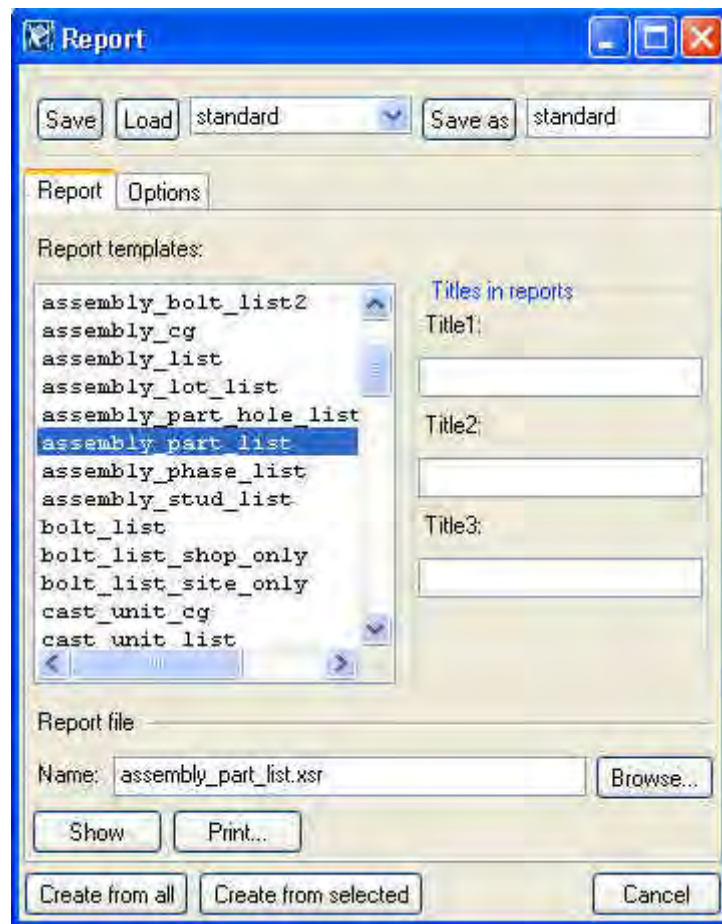 Report
Save Load standard Save as standard
Report Options
Report templates:
assembly_bolt_list2
assembly_cg
assembly_list
assembly_lot_list
assembly_part_hole_list
assembly_part_list
assembly_phase_list
assembly_stud_list
bolt_list
bolt_list_shop_only
bolt_list_site_only
cast_unit_cg
cast_unit_list
Titles in reports
Title1:
Title2:
Title3:
Report file
Name: assembly_part_list.xsr Browse...
Show Print...
Create from all Create from selected Cancel